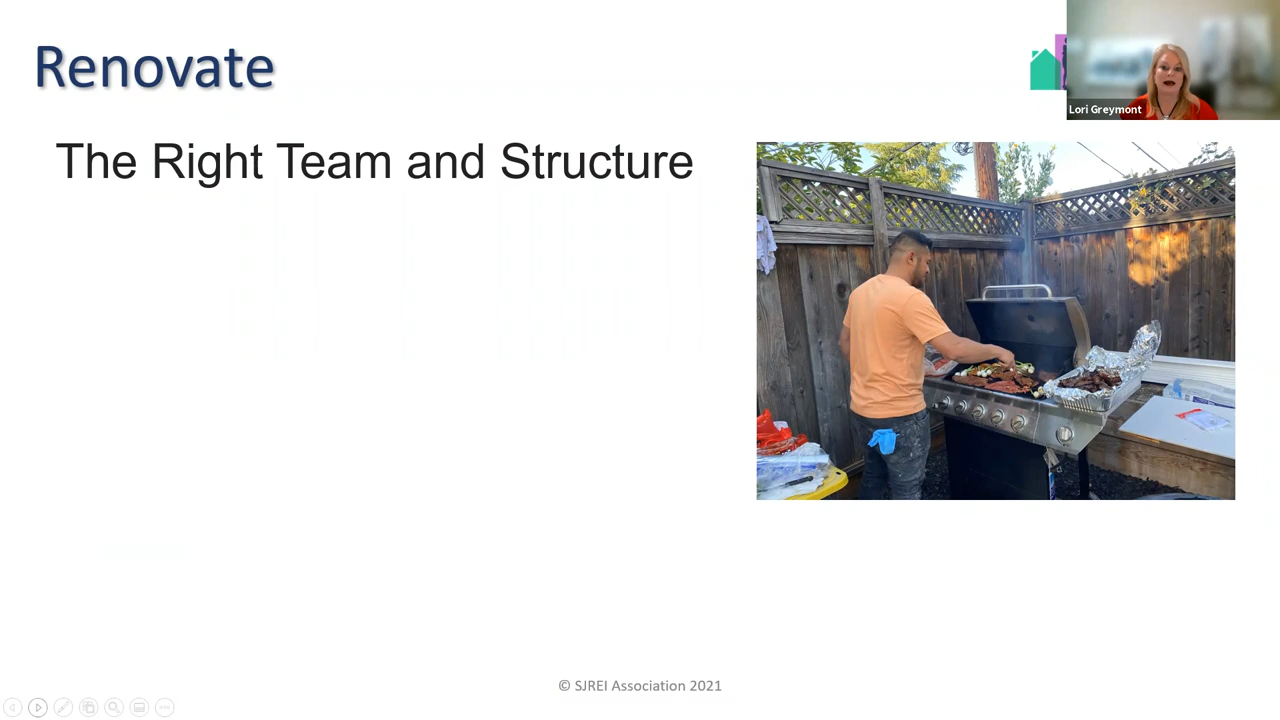 Renovate
Lori Greymont
The Right Team and Structure
© SJREI Association 2021